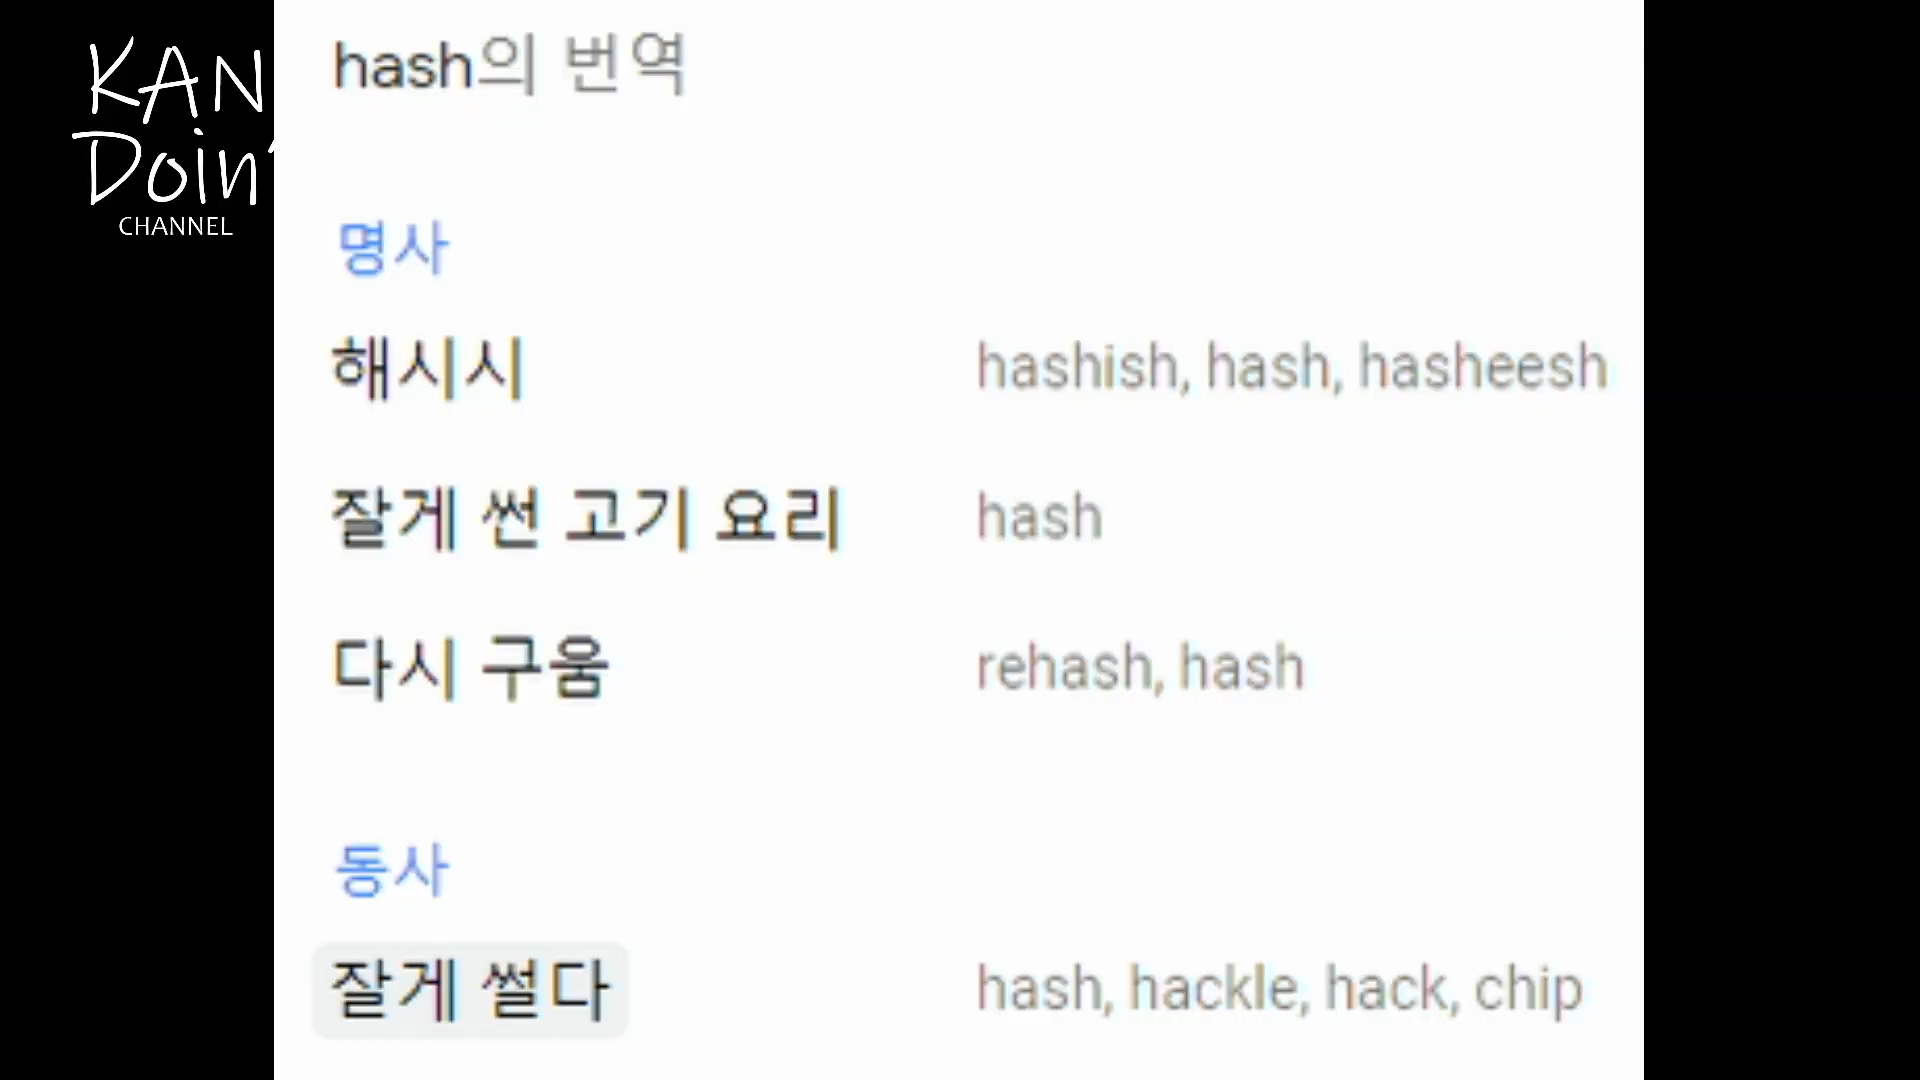 KAN
Doin'
CHANNEL
hash의 번역
명사
해시시 hashish, hash, hasheesh
잘게 썬 고기 요리 hash
다시 구움 rehash, hash
동사
잘게 썰다 hash, hackle, hack, chip